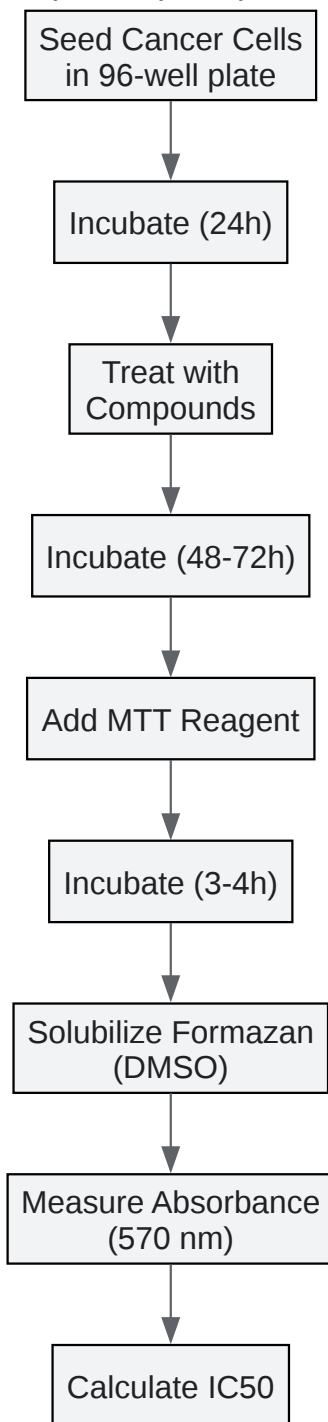 Seed Cancer Cells
in 96-well plate
Incubate (24h)
Treat with
Compounds
Incubate (48-72h)
Add MTT Reagent
Incubate (3-4h)
Solubilize Formazan
(DMSO)
Measure Absorbance
(570 nm)
Calculate IC50